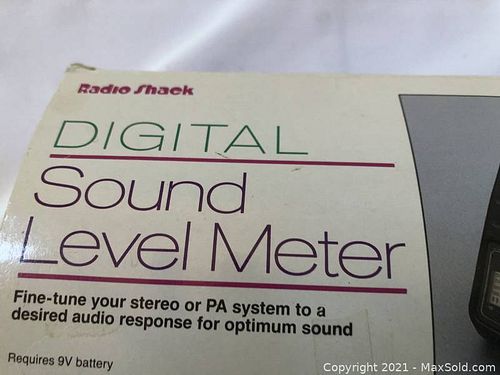 Radio Shack
DIGITAL
Sound
Level Meter
Fine-tune your stereo or PA system to a
desired audio response for optimum sound
Requires 9V battery
Copyright 2021 - MaxSold.com